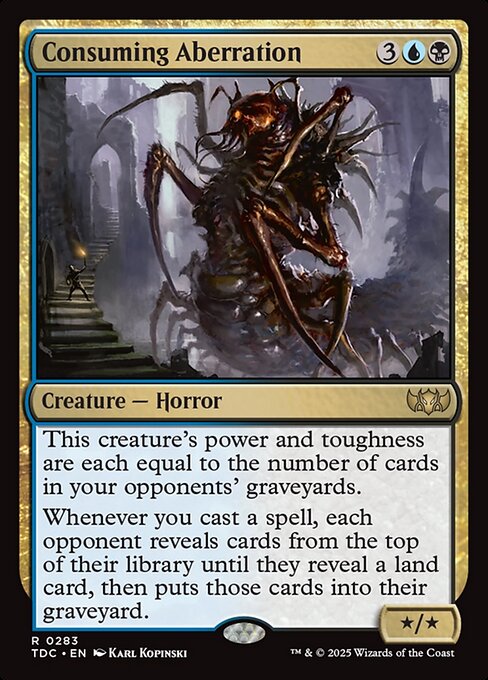 Consuming Aberration 3
Creature — Horror
This creature's power and toughness
are each equal to the number of cards
in your opponents' graveyards.
Whenever you cast a spell, each
opponent reveals cards from the top
of their library until they reveal a land
card, then puts those cards into their
graveyard.
★/★
R 0283
TDC • EN Karl Kopinski
™ & © 2025 Wizards of the Coast